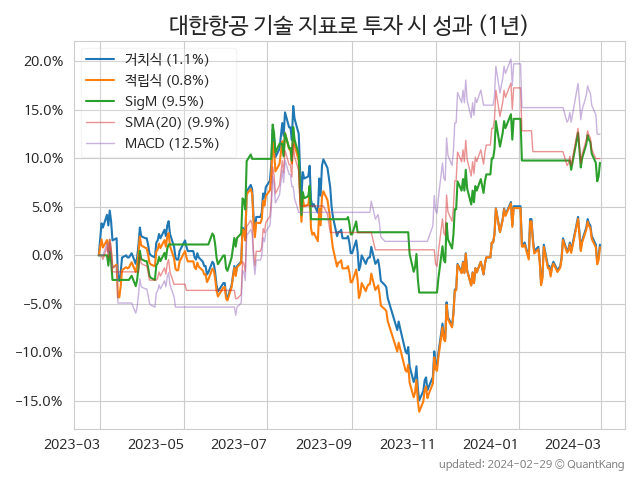 대한항공 기술 지표로 투자 시 성과 (1년)
거치식 (1.1%)
적립식 (0.8%)
SigM (9.5%)
SMA(20) (9.9%)
MACD (12.5%)
20.0%
15.0%
10.0%
5.0%
0.0%
−5.0%
−10.0%
−15.0%
2023-03 2023-05 2023-07 2023-09 2023-11 2024-01 2024-03
updated: 2024-02-29 © QuantKang